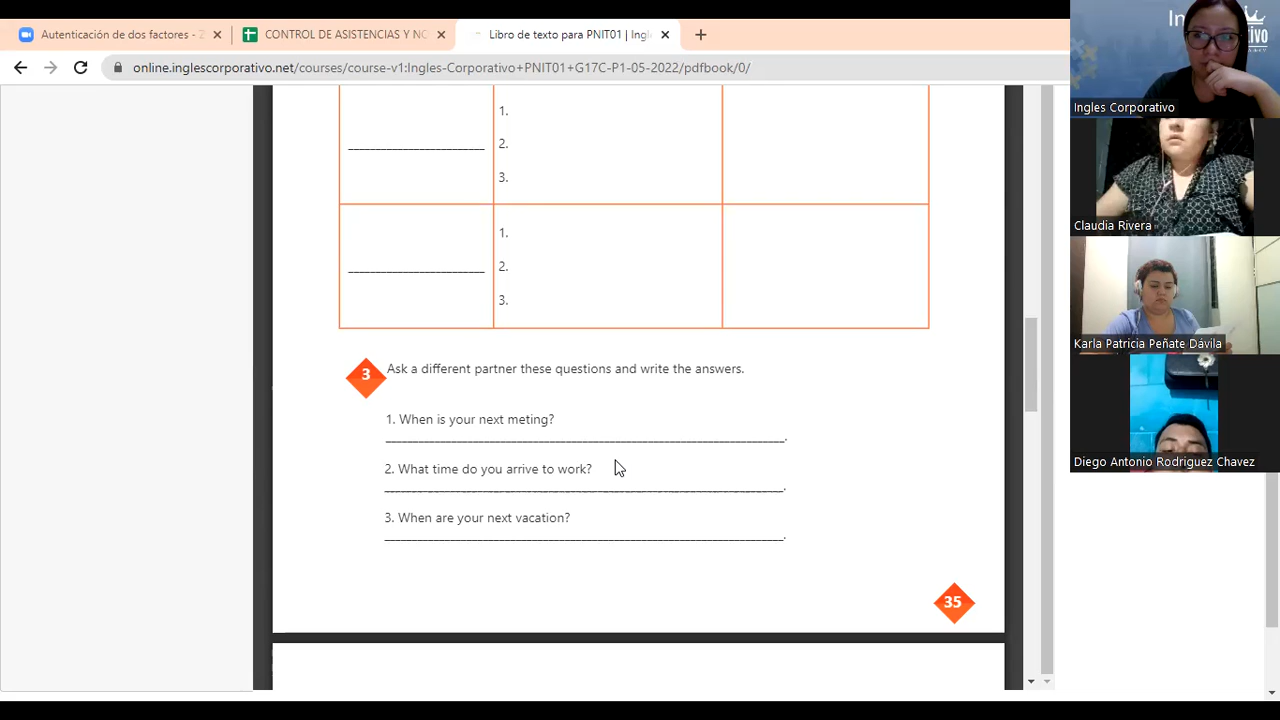 Autenticación de dos factores - Z
CONTROL DE ASISTENCIAS Y NO
Libro de texto para PNIT01 | Ingl
online.inglescorporativo.net/courses/course-v1:Ingles-Corporativo+PNIT01+G17C-P1-05-2022/pdfbook/0/
1.
2.
3.
1.
2.
3.
3 Ask a different partner these questions and write the answers.
1. When is your next meting?
2. What time do you arrive to work?
3. When are your next vacation?
35
Ingles Corporativo
Claudia Rivera
Karla Patricia Peñate Dávila
Diego Antonio Rodriguez Chavez